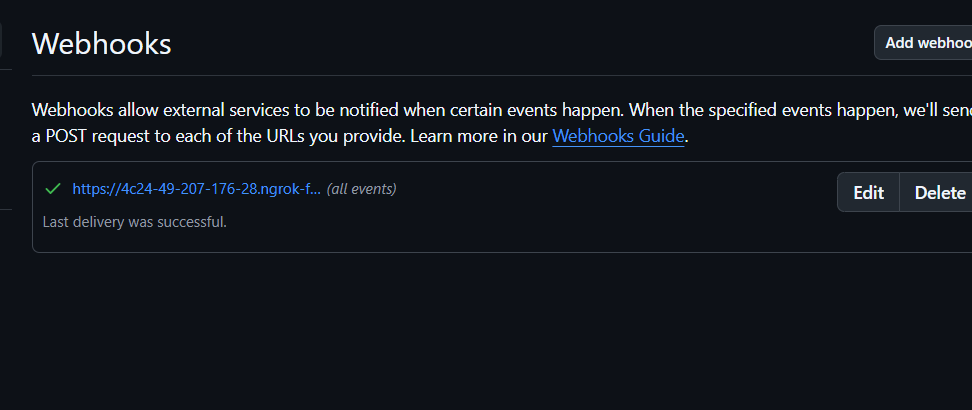 Webhooks
Add webhoo
Webhooks allow external services to be notified when certain events happen. When the specified events happen, we'll send
a POST request to each of the URLs you provide. Learn more in our Webhooks Guide.
https://4c24-49-207-176-28.ngrok-f... (all events)
Edit
Delete
Last delivery was successful.